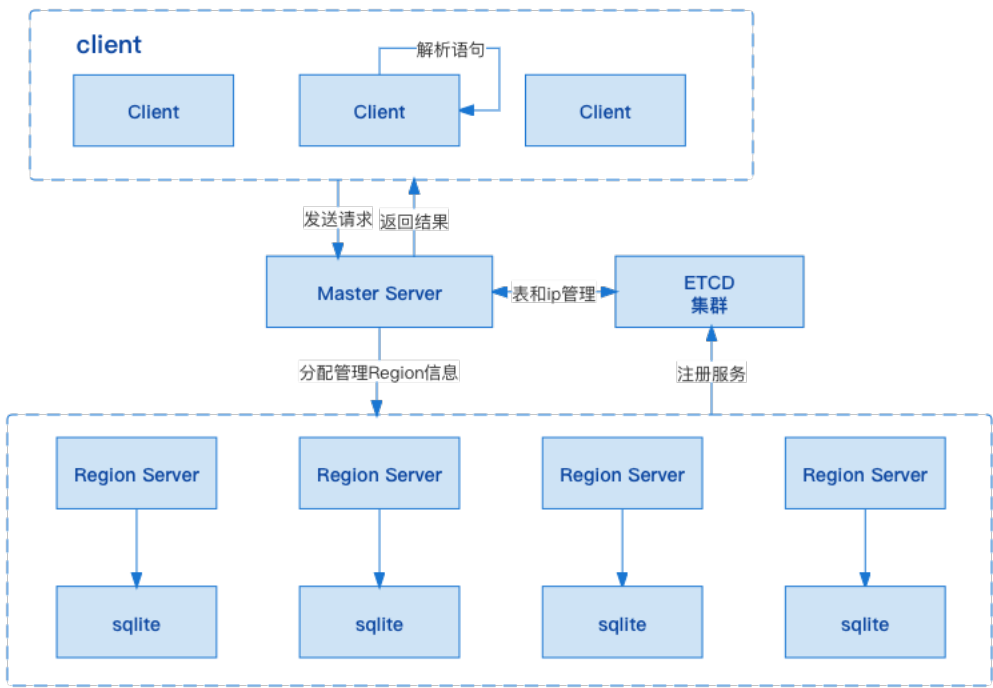 client
解析语句
Client
Client
Client
发送请求
返回结果
Master Server
表和ip管理
ETCD
集群
分配管理Region信息
注册服务
Region Server
Region Server
Region Server
Region Server
sqlite
sqlite
sqlite
sqlite